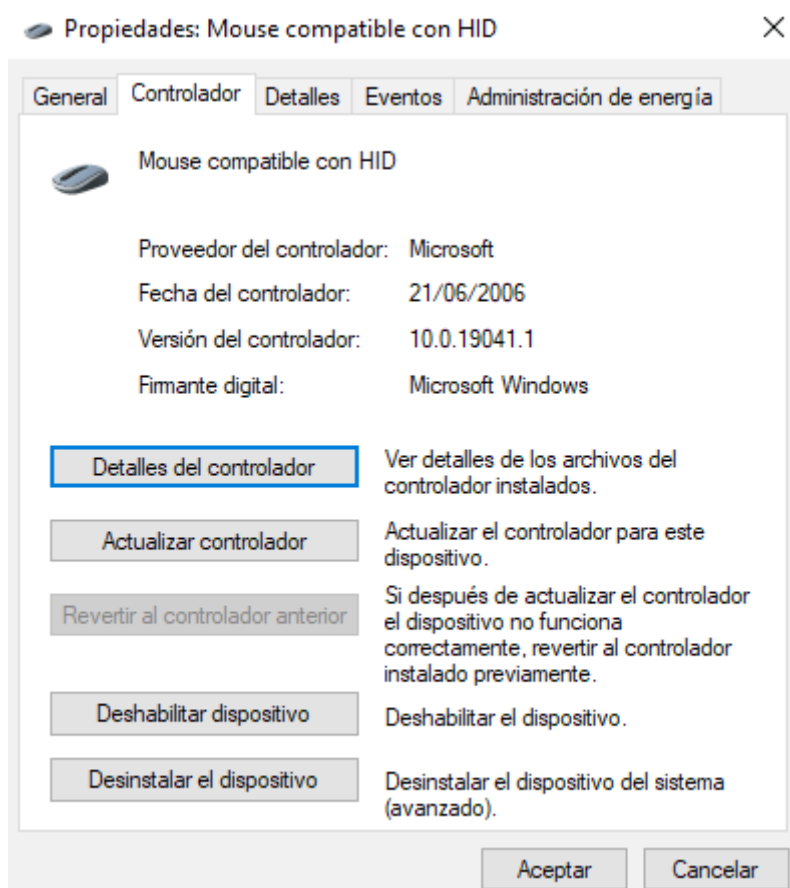 Propiedades: Mouse compatible con HID
General Controlador Detalles Eventos Administración de energía
Mouse compatible con HID
Proveedor del controlador: Microsoft
Fecha del controlador: 21/06/2006
Versión del controlador: 10.0.19041.1
Firmante digital: Microsoft Windows
Detalles del controlador
Ver detalles de los archivos del
controlador instalados.
Actualizar controlador
Actualizar el controlador para este
dispositivo.
Revertir al controlador anterior
Si después de actualizar el controlador
el dispositivo no funciona
correctamente, revertir al controlador
instalado previamente.
Deshabilitar dispositivo
Deshabilitar el dispositivo.
Desinstalar el dispositivo
Desinstalar el dispositivo del sistema
(avanzado).
Aceptar Cancelar